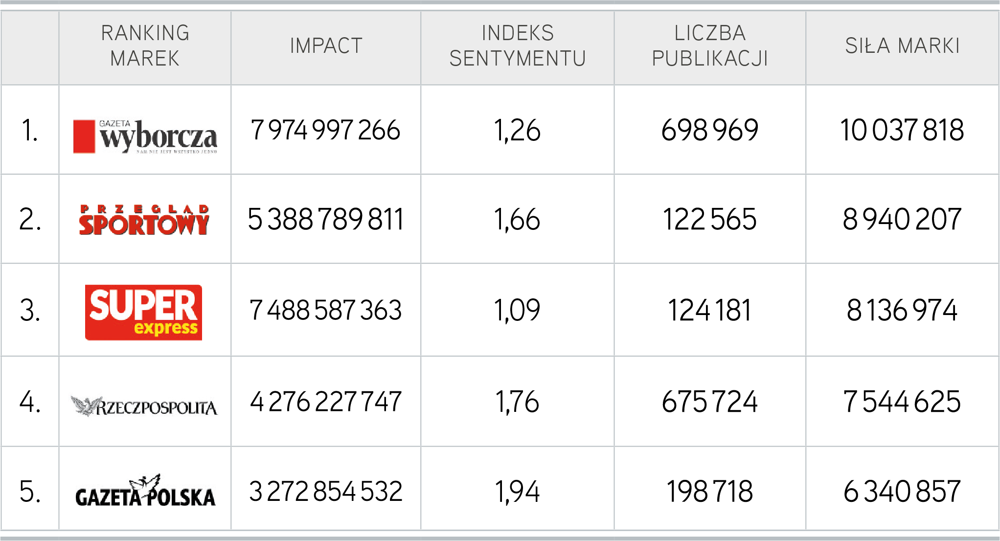 RANKING
MAREK
IMPACT
INDEKS
SENTYMENTU
LICZBA
PUBLIKACJI
SIŁA MARKI
1.
GAZETA
wyborcza
NAM NIE JEST WSZYSTKO JEDNO
7 974 997 266
1,26
698 969
10 037 818
2.
PRZEGLĄD
SPORTOWY
5 388 789 811
1,66
122 565
8 940 207
3.
SUPER
express
7 488 587 363
1,09
124 181
8 136 974
4.
RZECZPOSPOLITA
4 276 227 747
1,76
675 724
7 544 625
5.
GAZETA POLSKA
3 272 854 532
1,94
198 718
6 340 857